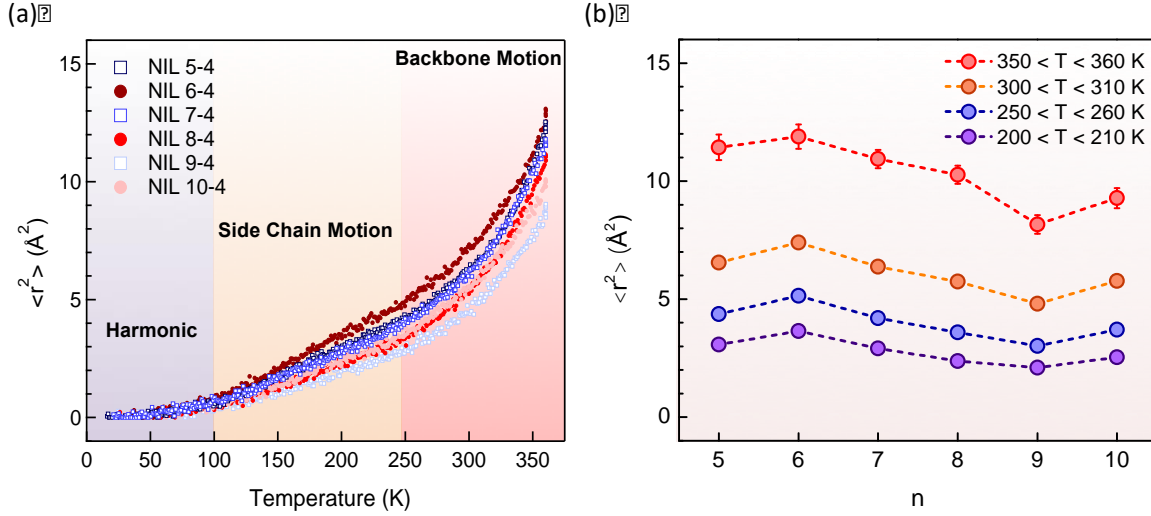 (a)⍰
15
10
5
0
<r²> (Å²)
NIL 5-4
NIL 6-4
NIL 7-4
NIL 8-4
NIL 9-4
NIL 10-4
Backbone Motion
Side Chain Motion
Harmonic
0 50 100 150 200 250 300 350
Temperature (K)
(b)⍰
15
10
5
0
<r²> (Å²)
350 < T < 360 K
300 < T < 310 K
250 < T < 260 K
200 < T < 210 K
5 6 7 8 9 10
n